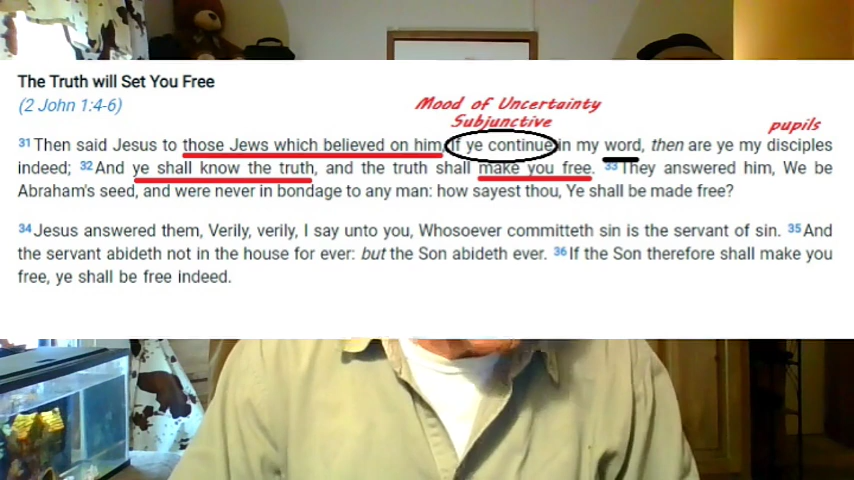 The Truth will Set You Free
(2 John 1:4-6)
Mood of Uncertainty
Subjunctive
pupils
31 Then said Jesus to those Jews which believed on him, If ye continue in my word, then are ye my disciples
indeed; 32 And ye shall know the truth, and the truth shall make you free. 33 They answered him, We be
Abraham's seed, and were never in bondage to any man: how sayest thou, Ye shall be made free?
34 Jesus answered them, Verily, verily, I say unto you, Whosoever committeth sin is the servant of sin. 35 And
the servant abideth not in the house for ever: but the Son abideth ever. 36 If the Son therefore shall make you
free, ye shall be free indeed.